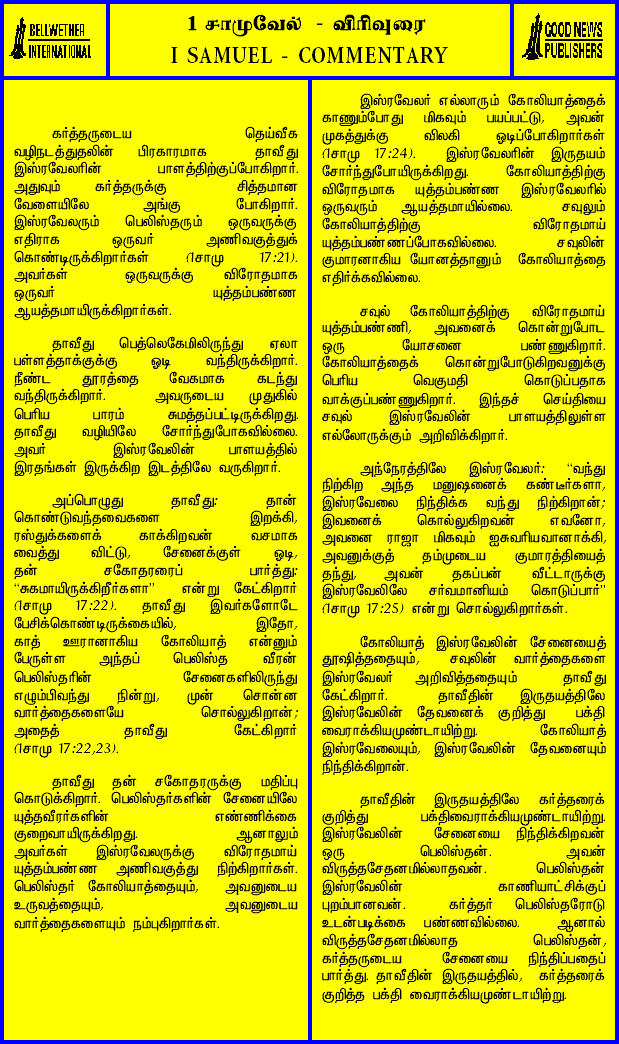 BELLWETHER
INTERNATIONAL
1 சாமுவேல் - விரிவுரை
I SAMUEL - COMMENTARY
GOOD NEWS
PUBLISHERS
கர்த்தருடைய தெய்வீக
வழிநடத்துதலின் பிரகாரமாக தாவீது
இஸ்ரவேலரின் பாளத்திற்குப்போகிறார்.
அதுவும் கர்த்தருக்கு சித்தமான
வேளையிலே அங்கு போகிறார்.
இஸ்ரவேலரும் பெலிஸ்தரும் ஒருவருக்கு
எதிராக ஒருவர் அணிவகுத்துக்
கொண்டிருக்கிறார்கள் (1சாமு 17:21).
அவர்கள் ஒருவருக்கு விரோதமாக
ஒருவர் யுத்தம்பண்ண
ஆயத்தமாயிருக்கிறார்கள்.
தாவீது பெத்லெகேமிலிருந்து ஏலா
பள்ளத்தாக்குக்கு ஓடி வந்திருக்கிறார்.
நீண்ட தூரத்தை வேகமாக கடந்து
வந்திருக்கிறார். அவருடைய முதுகில்
பெரிய பாரம் சுமத்தப்பட்டிருக்கிறது.
தாவீது வழியிலே சோர்ந்துபோகவில்லை.
அவர் இஸ்ரவேலின் பாளயத்தில்
இரதங்கள் இருக்கிற இடத்திலே வருகிறார்.
அப்பொழுது தாவீது: தான்
கொண்டுவந்தவைகளை இறக்கி,
ரஸ்துக்களைக் காக்கிறவன் வசமாக
வைத்து விட்டு, சேனைக்குள் ஓடி,
தன் சகோதரரைப் பார்த்து:
“சுகமாயிருக்கிறீர்களா” என்று கேட்கிறார்
(1சாமு 17:22). தாவீது இவர்களோடே
பேசிக்கொண்டிருக்கையில், இதோ,
காத் ஊரானாகிய கோலியாத் என்னும்
பேருள்ள அந்தப் பெலிஸ்த வீரன்
பெலிஸ்தரின் சேனைகளிலிருந்து
எழும்பிவந்து நின்று, முன் சொன்ன
வார்த்தைகளையே சொல்லுகிறான்;
அதைத் தாவீது கேட்கிறார்
(1சாமு 17:22,23).
தாவீது தன் சகோதரருக்கு மதிப்பு
கொடுக்கிறார். பெலிஸ்தர்களின் சேனையிலே
யுத்தவீரர்களின் எண்ணிக்கை
குறைவாயிருக்கிறது. ஆனாலும்
அவர்கள் இஸ்ரவேலருக்கு விரோதமாய்
யுத்தம்பண்ண அணிவகுத்து நிற்கிறார்கள்.
பெலிஸ்தர் கோலியாத்தையும், அவனுடைய
உருவத்தையும், அவனுடைய
வார்த்தைகளையும் நம்புகிறார்கள்.
இஸ்ரவேலர் எல்லாரும் கோலியாத்தைக்
காணும்போது மிகவும் பயப்பட்டு, அவன்
முகத்துக்கு விலகி ஓடிப்போகிறார்கள்
(1சாமு 17:24). இஸ்ரவேலரின் இருதயம்
சோர்ந்துபோயிருக்கிறது. கோலியாத்திற்கு
விரோதமாக யுத்தம்பண்ண இஸ்ரவேலரில்
ஒருவரும் ஆயத்தமாயில்லை. சவுலும்
கோலியாத்திற்கு விரோதமாய்
யுத்தம்பண்ணப்போகவில்லை. சவுலின்
குமாரனாகிய யோனத்தானும் கோலியாத்தை
எதிர்க்கவில்லை.
சவுல் கோலியாத்திற்கு விரோதமாய்
யுத்தம்பண்ணி, அவனைக் கொன்றுபோட
ஒரு யோசனை பண்ணுகிறார்.
கோலியாத்தைக் கொன்றுபோடுகிறவனுக்கு
பெரிய வெகுமதி கொடுப்பதாக
வாக்குப்பண்ணுகிறார். இந்தச் செய்தியை
சவுல் இஸ்ரவேலின் பாளயத்திலுள்ள
எல்லோருக்கும் அறிவிக்கிறார்.
அந்நேரத்திலே இஸ்ரவேலர்: “வந்து
நிற்கிற அந்த மனுஷனைக் கண்டீர்களா,
இஸ்ரவேலை நிந்திக்க வந்து நிற்கிறான்;
இவனைக் கொல்லுகிறவன் எவனோ,
அவனை ராஜா மிகவும் ஐசுவரியவானாக்கி,
அவனுக்குத் தம்முடைய குமாரத்தியைத்
தந்து, அவன் தகப்பன் வீட்டாருக்கு
இஸ்ரவேலிலே சர்வமானியம் கொடுப்பார்”
(1சாமு 17:25) என்று சொல்லுகிறார்கள்.
கோலியாத் இஸ்ரவேலின் சேனையைத்
தூஷித்ததையும், சவுலின் வார்த்தைகளை
இஸ்ரவேலர் அறிவித்ததையும் தாவீது
கேட்கிறார். தாவீதின் இருதயத்திலே
இஸ்ரவேலின் தேவனைக் குறித்து பக்தி
வைராக்கியமுண்டாயிற்று. கோலியாத்
இஸ்ரவேலையும், இஸ்ரவேலின் தேவனையும்
நிந்திக்கிறான்.
தாவீதின் இருதயத்திலே கர்த்தரைக்
குறித்து பக்திவைராக்கியமுண்டாயிற்று.
இஸ்ரவேலின் சேனையை நிந்திக்கிறவன்
ஒரு பெலிஸ்தன். அவன்
விருத்தசேதனமில்லாதவன். பெலிஸ்தன்
இஸ்ரவேலின் காணியாட்சிக்குப்
புறம்பானவன். கர்த்தர் பெலிஸ்தரோடு
உடன்படிக்கை பண்ணவில்லை. ஆனால்
விருத்தசேதனமில்லாத பெலிஸ்தன்,
கர்த்தருடைய சேனையை நிந்திப்பதைப்
பார்த்து. தாவீதின் இருதயத்தில், கர்த்தரைக்
குறித்த பக்தி வைராக்கியமுண்டாயிற்று.